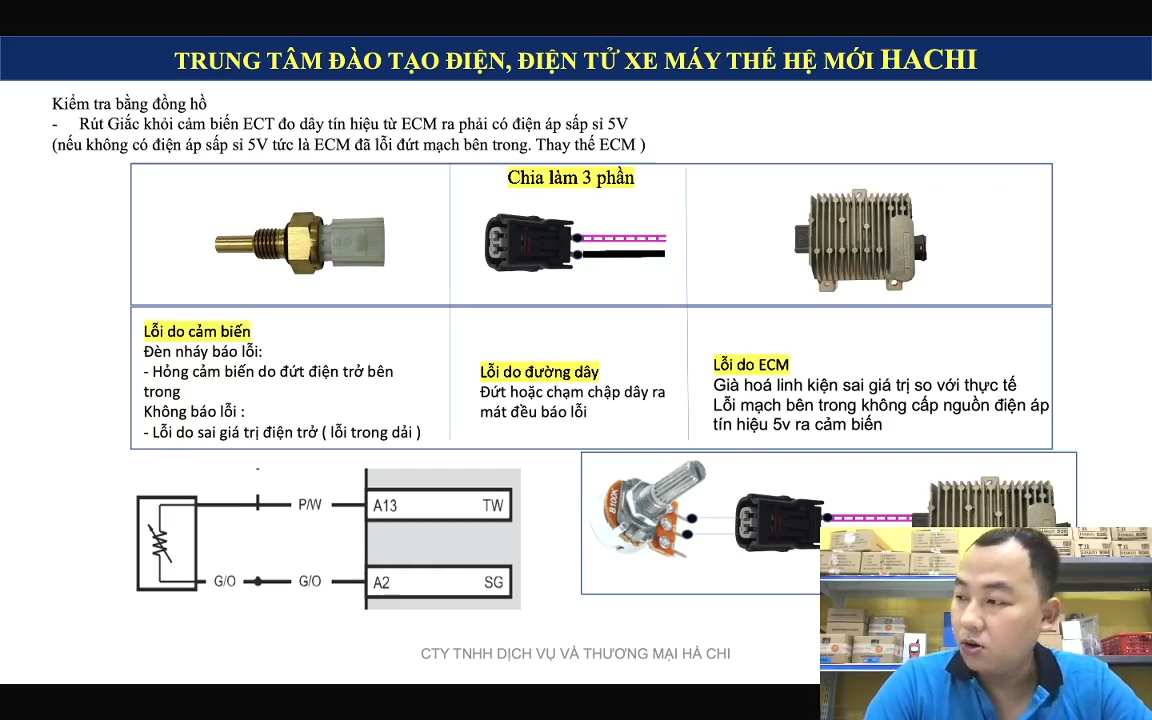 TRUNG TÂM ĐÀO TẠO ĐIỆN, ĐIỆN TỬ XE MÁY THẾ HỆ MỚI HACHI
Kiểm tra bằng đồng hồ
- Rút Giắc khỏi cảm biến ECT đo dây tín hiệu từ ECM ra phải có điện áp sấp sỉ 5V
(nếu không có điện áp sấp sỉ 5V tức là ECM đã lỗi đứt mạch bên trong. Thay thế ECM )
Chia làm 3 phần
Lỗi do cảm biến
Đèn nháy báo lỗi:
- Hỏng cảm biến do đứt điện trở bên
trong
Không báo lỗi :
- Lỗi do sai giá trị điện trở ( lỗi trong dải )
Lỗi do đường dây
Đứt hoặc chạm chập dây ra
mát đều báo lỗi
Lỗi do ECM
Già hoá linh kiện sai giá trị so với thực tế
Lỗi mạch bên trong không cấp nguồn điện áp
tín hiệu 5v ra cảm biến
P/W A13 TW
G/O G/O A2 SG
B100K
CTY TNHH DỊCH VỤ VÀ THƯƠNG MẠI HÀ CHI